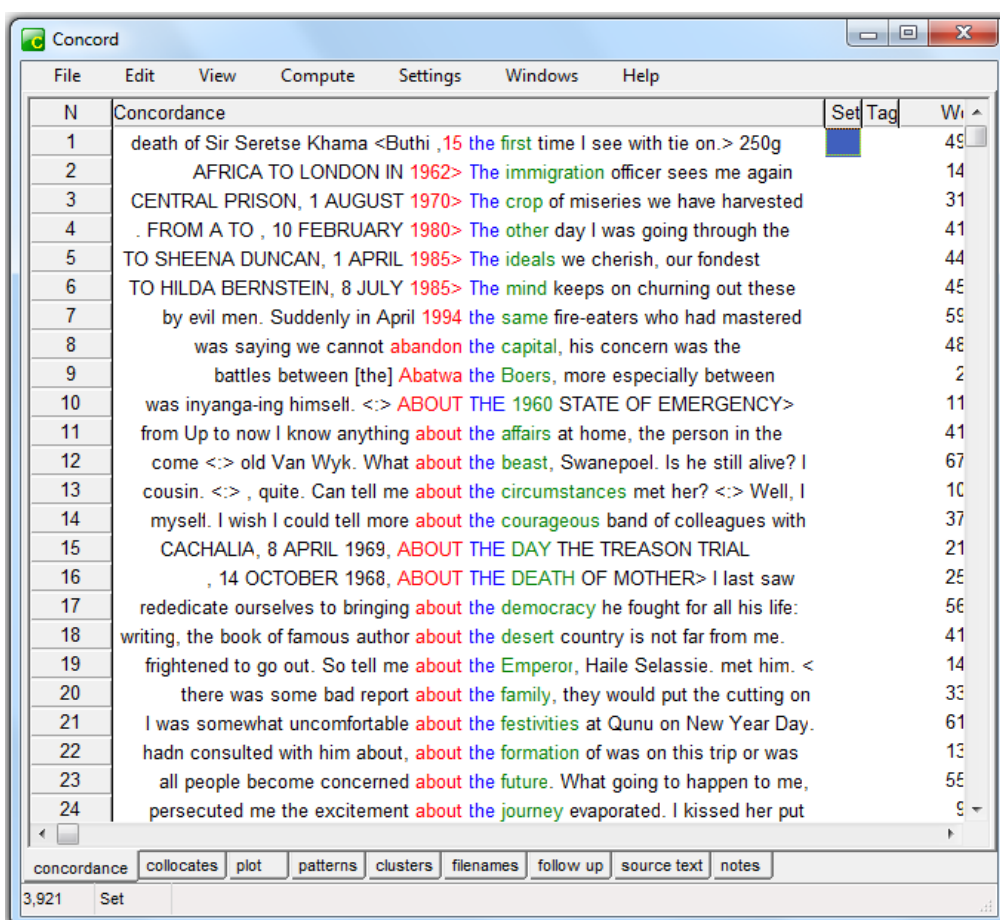 Concord
File Edit View Compute Settings Windows Help
N Concordance Set Tag
1 death of Sir Seretse Khama <Buthi ,15 the first time I see with tie on.> 250g 49
2 AFRICA TO LONDON IN 1962> The immigration officer sees me again 14
3 CENTRAL PRISON, 1 AUGUST 1970> The crop of miseries we have harvested 31
4 . FROM A TO , 10 FEBRUARY 1980> The other day I was going through the 41
5 TO SHEENA DUNCAN, 1 APRIL 1985> The ideals we cherish, our fondest 44
6 TO HILDA BERNSTEIN, 8 JULY 1985> The mind keeps on churning out these 45
7 by evil men. Suddenly in April 1994 the same fire-eaters who had mastered 59
8 was saying we cannot abandon the capital, his concern was the 48
9 battles between [the] Abatwa the Boers, more especially between 2
10 was inyanga-ing himself. <:> ABOUT THE 1960 STATE OF EMERGENCY> 11
11 from Up to now I know anything about the affairs at home, the person in the 41
12 come <:> old Van Wyk. What about the beast, Swanepoel. Is he still alive? I 67
13 cousin. <:> , quite. Can tell me about the circumstances met her? <:> Well, I 10
14 myself. I wish I could tell more about the courageous band of colleagues with 37
15 CACHALIA, 8 APRIL 1969, ABOUT THE DAY THE TREASON TRIAL 21
16 , 14 OCTOBER 1968, ABOUT THE DEATH OF MOTHER> I last saw 25
17 rededicate ourselves to bringing about the democracy he fought for all his life: 56
18 writing, the book of famous author about the desert country is not far from me. 41
19 frightened to go out. So tell me about the Emperor, Haile Selassie. met him. < 14
20 there was some bad report about the family, they would put the cutting on 33
21 I was somewhat uncomfortable about the festivities at Qunu on New Year Day. 61
22 hadn consulted with him about, about the formation of was on this trip or was 13
23 all people become concerned about the future. What going to happen to me, 55
24 persecuted me the excitement about the journey evaporated. I kissed her put 9
concordance collocates plot patterns clusters filenames follow up source text notes
3,921 Set